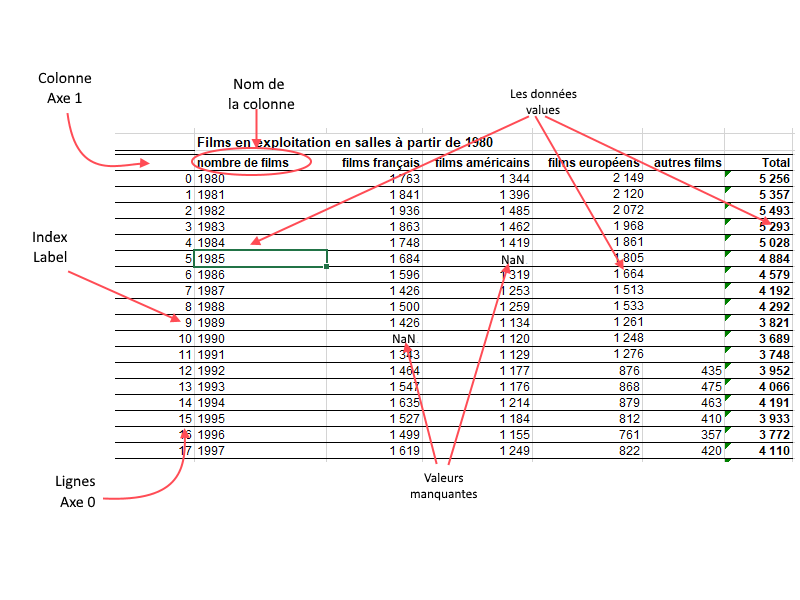 Colonne
Axe 1
Nom de
la colonne
Les données
values
Films en exploitation en salles à partir de 1980
nombre de films films français films américains films européens autres films Total
0 1980 1 763 1 344 2 149 5 256
1 1981 1 841 1 396 2 120 5 357
2 1982 1 936 1 485 2 072 5 493
3 1983 1 863 1 462 1 968 5 293
4 1984 1 748 1 419 1 861 5 028
5 1985 1 684 NaN 1 805 4 884
6 1986 1 596 1 319 1 664 4 579
7 1987 1 426 1 253 1 513 4 192
8 1988 1 500 1 259 1 533 4 292
9 1989 1 426 1 134 1 261 3 821
10 1990 NaN 1 120 1 248 3 689
11 1991 1 343 1 129 1 276 3 748
12 1992 1 464 1 177 876 435 3 952
13 1993 1 547 1 176 868 475 4 066
14 1994 1 635 1 214 879 463 4 191
15 1995 1 527 1 184 812 410 3 933
16 1996 1 499 1 155 761 357 3 772
17 1997 1 619 1 249 822 420 4 110
Index
Label
Lignes
Axe 0
Valeurs
manquantes